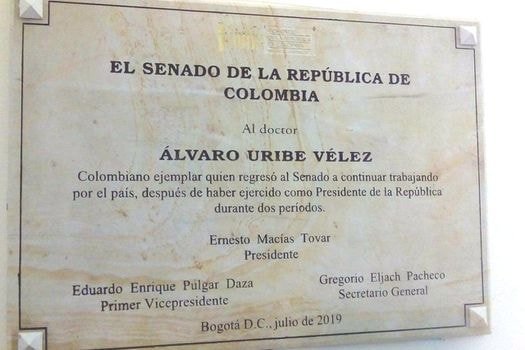 EL SENADO DE LA REPÚBLICA DE
COLOMBIA
Al doctor
ÁLVARO URIBE VÉLEZ
Colombiano ejemplar quien regresó al Senado a continuar trabajando
por el país, después de haber ejercido como Presidente de la República
durante dos períodos.
Ernesto Macías Tovar
Presidente
Eduardo Enrique Pulgar Daza
Primer Vicepresidente
Gregorio Eljach Pacheco
Secretario General
Bogotá D.C., julio de 2019